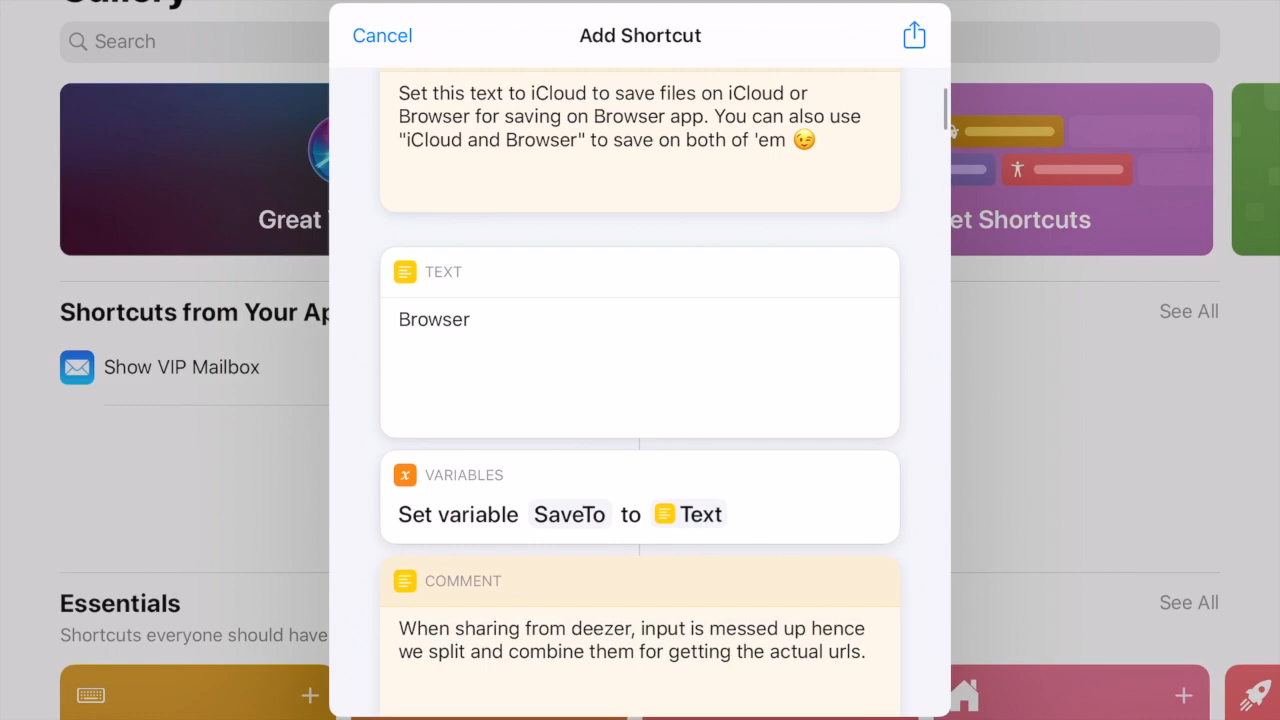 Cancel
Add Shortcut
Search
Set this text to iCloud to save files on iCloud or
Browser for saving on Browser app. You can also use
"iCloud and Browser" to save on both of 'em 😉
Great
et Shortcuts
TEXT
Browser
Shortcuts from Your Ap
See All
Show VIP Mailbox
VARIABLES
Set variable SaveTo to Text
COMMENT
When sharing from deezer, input is messed up hence
we split and combine them for getting the actual urls.
Essentials
See All
Shortcuts everyone should have